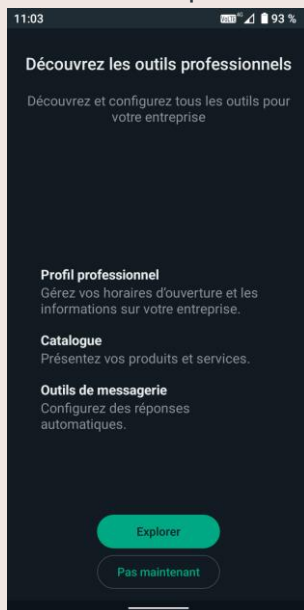 11:03
VoLTE 4G 93 %
Découvrez les outils professionnels
Découvrez et configurez tous les outils pour
votre entreprise
Profil professionnel
Gérez vos horaires d'ouverture et les
informations sur votre entreprise.
Catalogue
Présentez vos produits et services.
Outils de messagerie
Configurez des réponses
automatiques.
Explorer
Pas maintenant